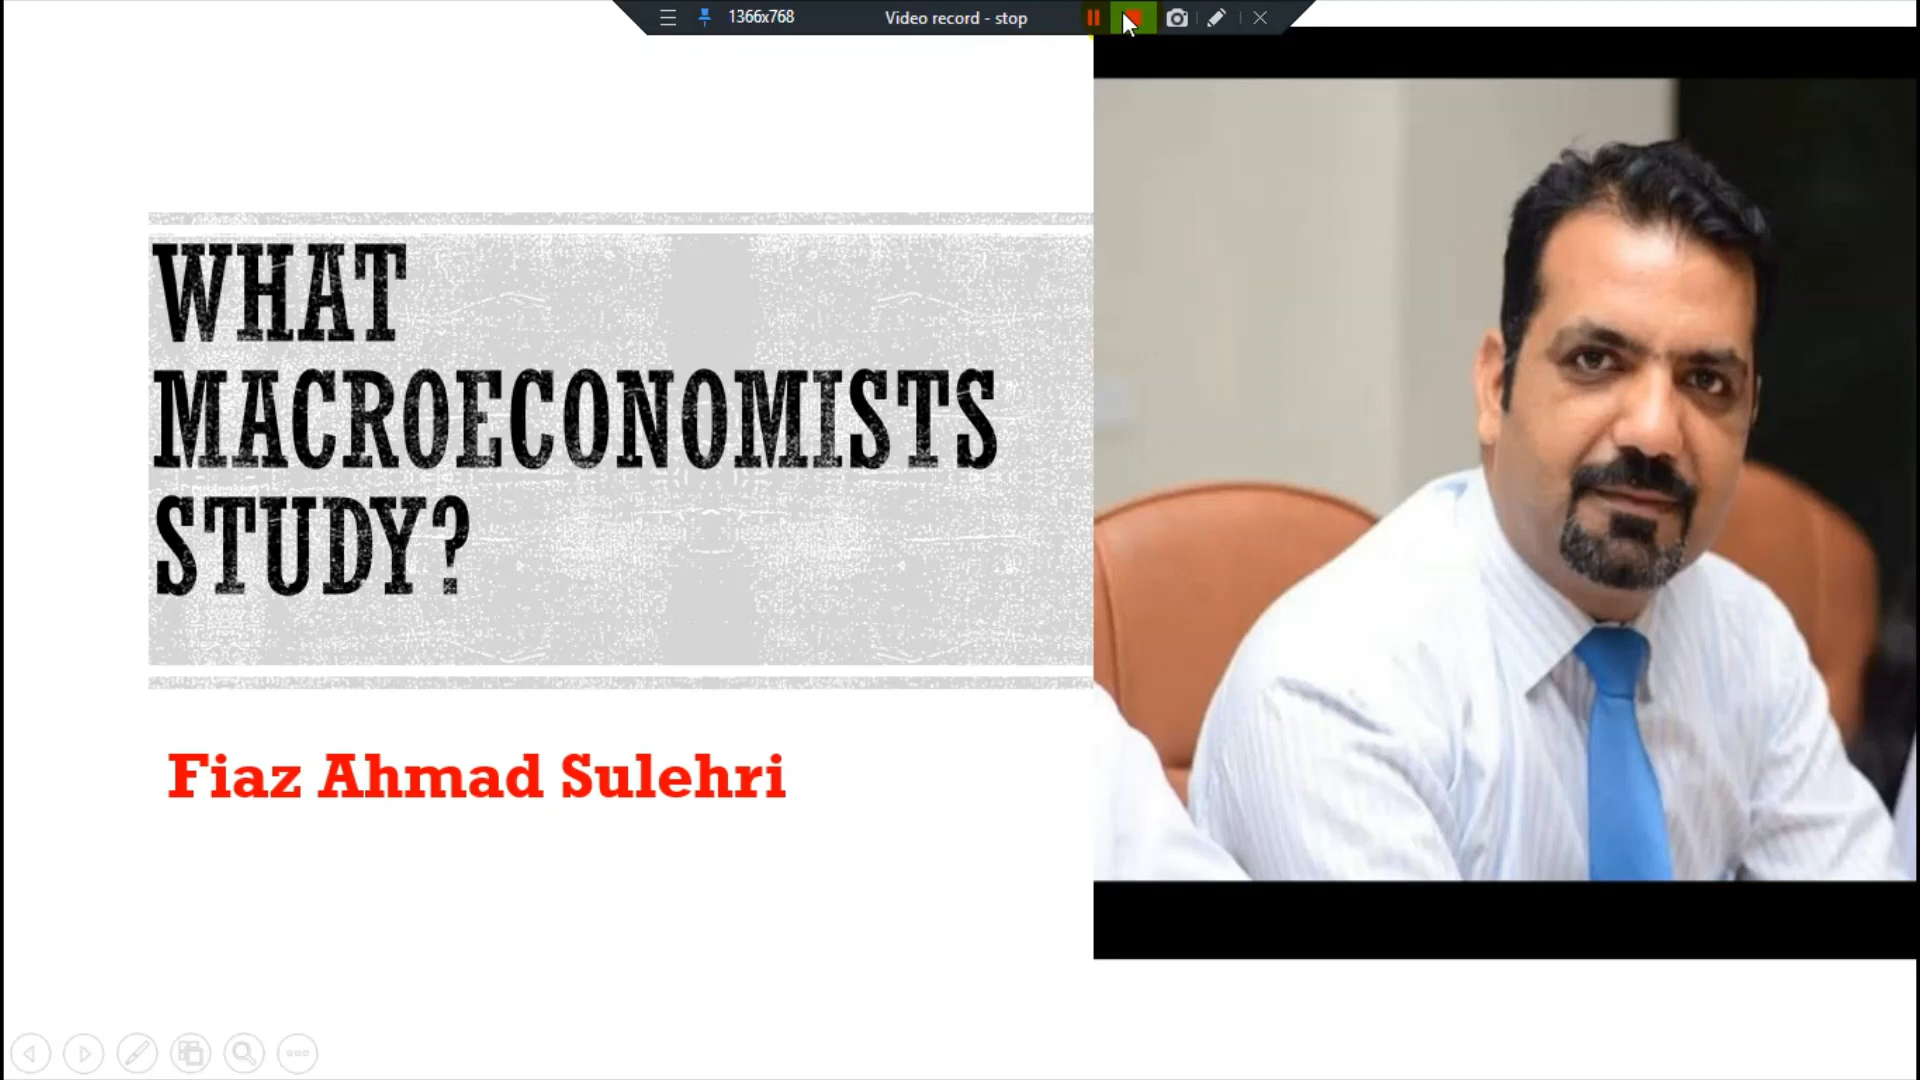 1366x768
Video record - stop
WHAT
MACROECONOMISTS
STUDY?
Fiaz Ahmad Sulehri